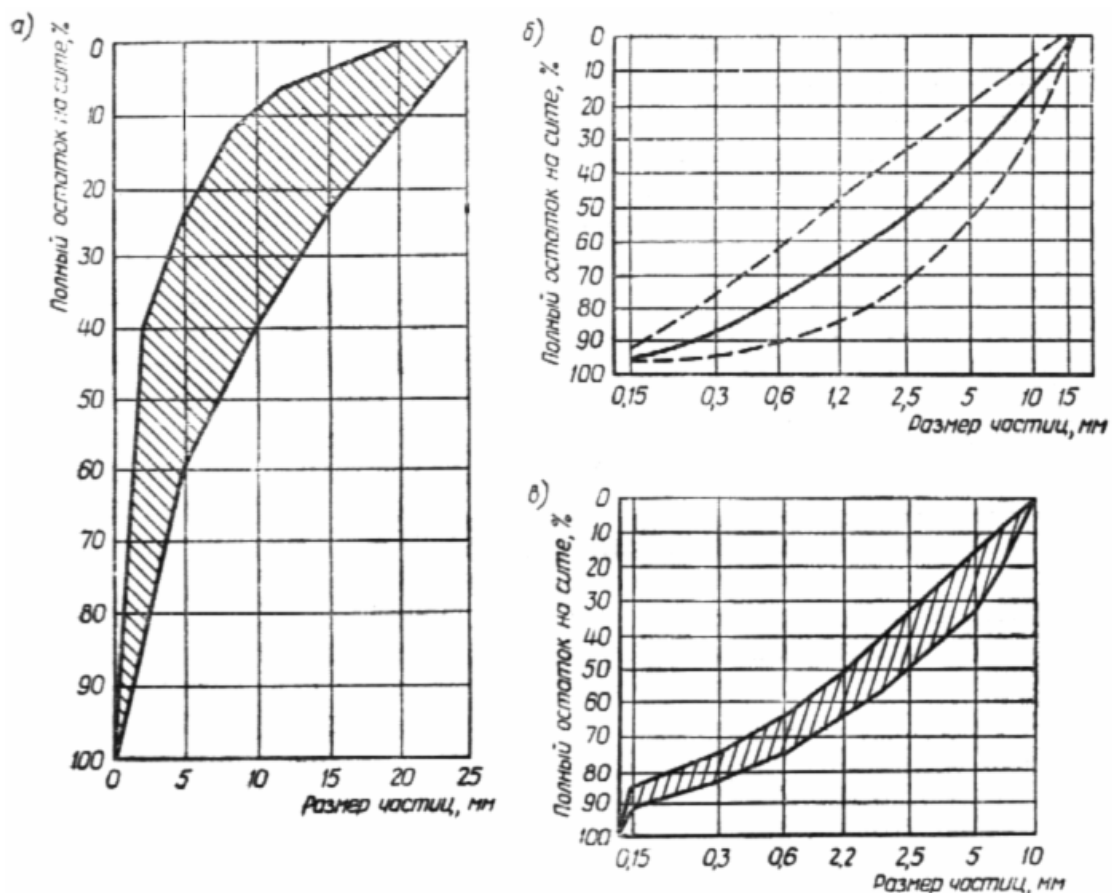 а)
Полный остаток на сите, %
0
10
20
30
40
50
60
70
80
90
100
0 5 10 15 20 25
Размер частиц, мм
б)
Полный остаток на сите, %
0
10
20
30
40
50
60
70
80
90
100
0,15 0,3 0,6 1,2 2,5 5 10 15
Размер частиц, мм
в)
Полный остаток на сите, %
0
10
20
30
40
50
60
70
80
90
100
0,15 0,3 0,6 2,2 2,5 5 10
Размер частиц, мм